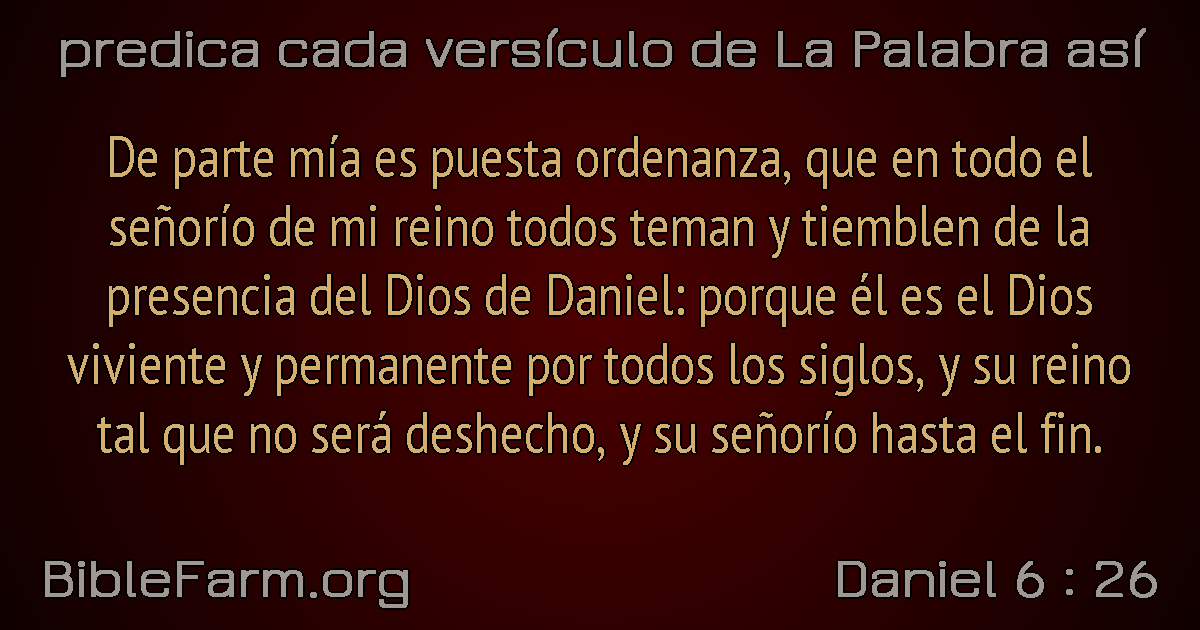 predica cada versículo de La Palabra así
De parte mía es puesta ordenanza, que en todo el
señorío de mi reino todos teman y tiemblen de la
presencia del Dios de Daniel: porque él es el Dios
viviente y permanente por todos los siglos, y su reino
tal que no será deshecho, y su señorío hasta el fin.
BibleFarm.org
Daniel 6 : 26